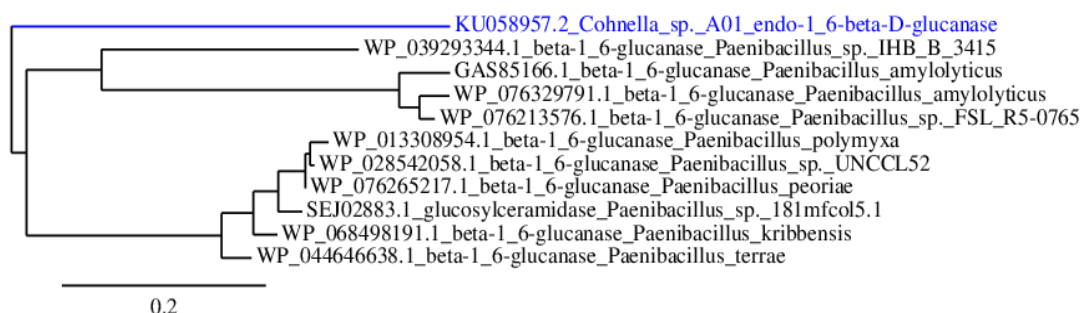 KU058957.2_Cohnella_sp._A01_endo-1_6-beta-D-glucanase
WP_039293344.1_beta-1_6-glucanase_Paenibacillus_sp._IHB_B_3415
GAS85166.1_beta-1_6-glucanase_Paenibacillus_amylolyticus
WP_076329791.1_beta-1_6-glucanase_Paenibacillus_amylolyticus
WP_076213576.1_beta-1_6-glucanase_Paenibacillus_sp._FSL_R5-0765
WP_013308954.1_beta-1_6-glucanase_Paenibacillus_polymyxa
WP_028542058.1_beta-1_6-glucanase_Paenibacillus_sp._UNCCL52
WP_076265217.1_beta-1_6-glucanase_Paenibacillus_peoriae
SEJ02883.1_glucosylceramidase_Paenibacillus_sp._181mfcol5.1
WP_068498191.1_beta-1_6-glucanase_Paenibacillus_kribbensis
WP_044646638.1_beta-1_6-glucanase_Paenibacillus_terrae
0.2